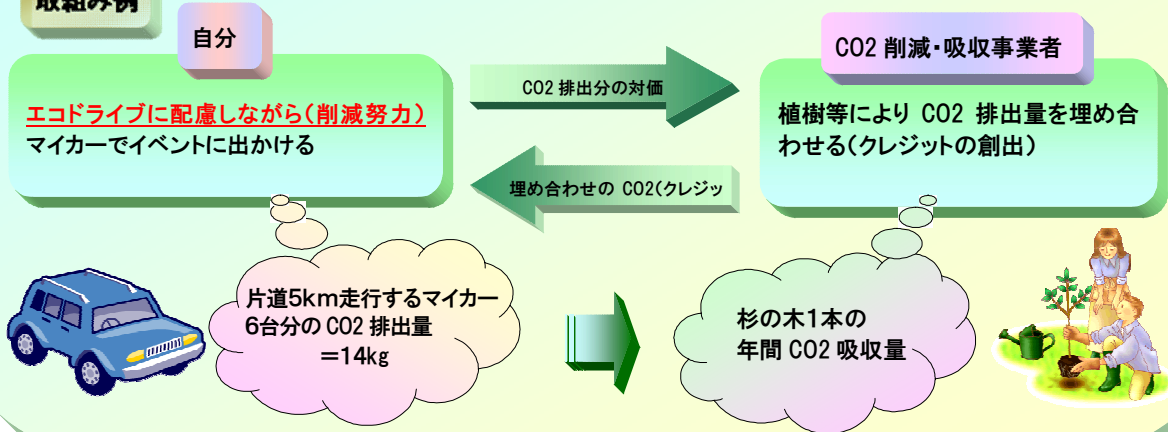 取組み例
自分
エコドライブに配慮しながら(削減努力)
マイカーでイベントに出かける
CO2 排出分の対価
埋め合わせの CO2(クレジッ
CO2 削減・吸収事業者
植樹等により CO2 排出量を埋め合
わせる(クレジットの創出)
片道5km走行するマイカー
6台分の CO2 排出量
=14kg
杉の木1本の
年間 CO2 吸収量